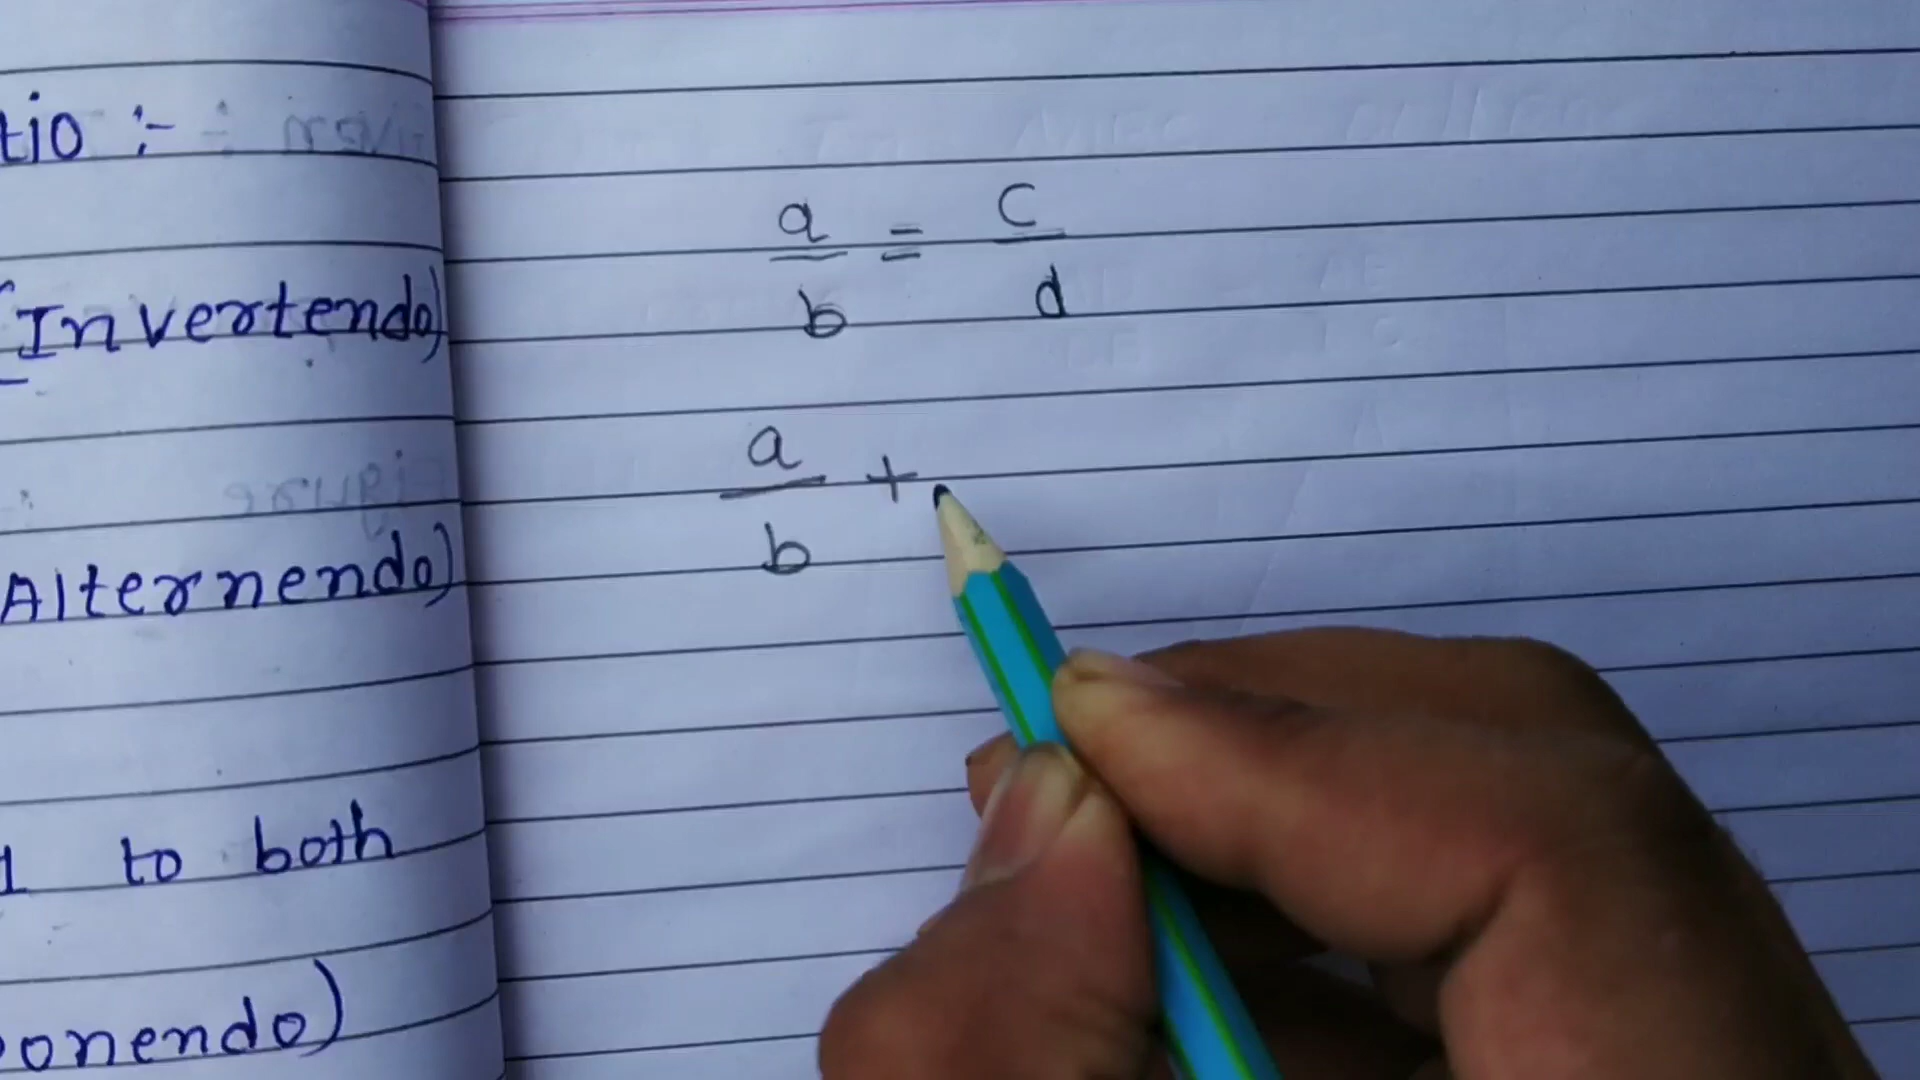 tio :-
(Invertendo)
Alternendo)
1 to both
onendo)
a/b = c/d
a/b +